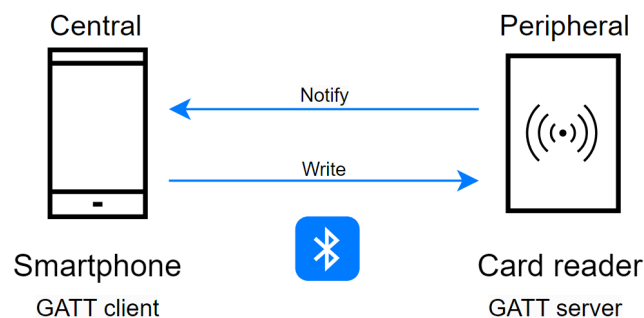 Central
Peripheral
Notify
Write
Smartphone
Card reader
GATT client
GATT server